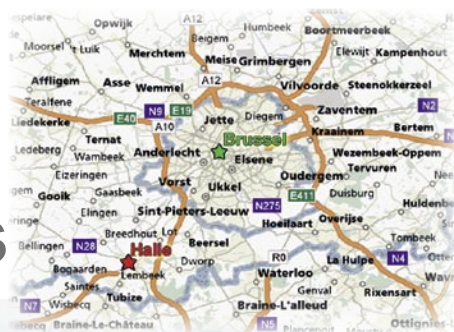 Opwijk A12 Humbeek Boortmeerbeek
Moorsel 't Luik Beigem Elewijt Kampenhout
Merchtem Meise Grimbergen
Affligem Asse Wemmel A12 Vilvoorde Steenokkerzeel
Teralfene N9 E19 N2
Liedekerke E40 A10 Jette Diegem Zaventem
Ternat Brussel Kraainem Bertem
Ledeberg Wambeek Anderlecht Elsene Wezembeek-Oppem
Eizeringen Tervuren
Gooik Gaasbeek Vorst Ukkel Oudergem Duisburg
Elingen Sint-Pieters-Leeuw N275 E411 Huldenbe
Breedhout Lot Overijse
Bellingen N28 Halle Beersel Hoeilaart Tombeek
Bogaarden Lembeek Dworp R0 La Hulpe N4
Saintes Waterloo
N7 Wisbecq Tubize Genval Rixensart
Braine-Le-Château Braine-L'alleud Ottignies-L
S